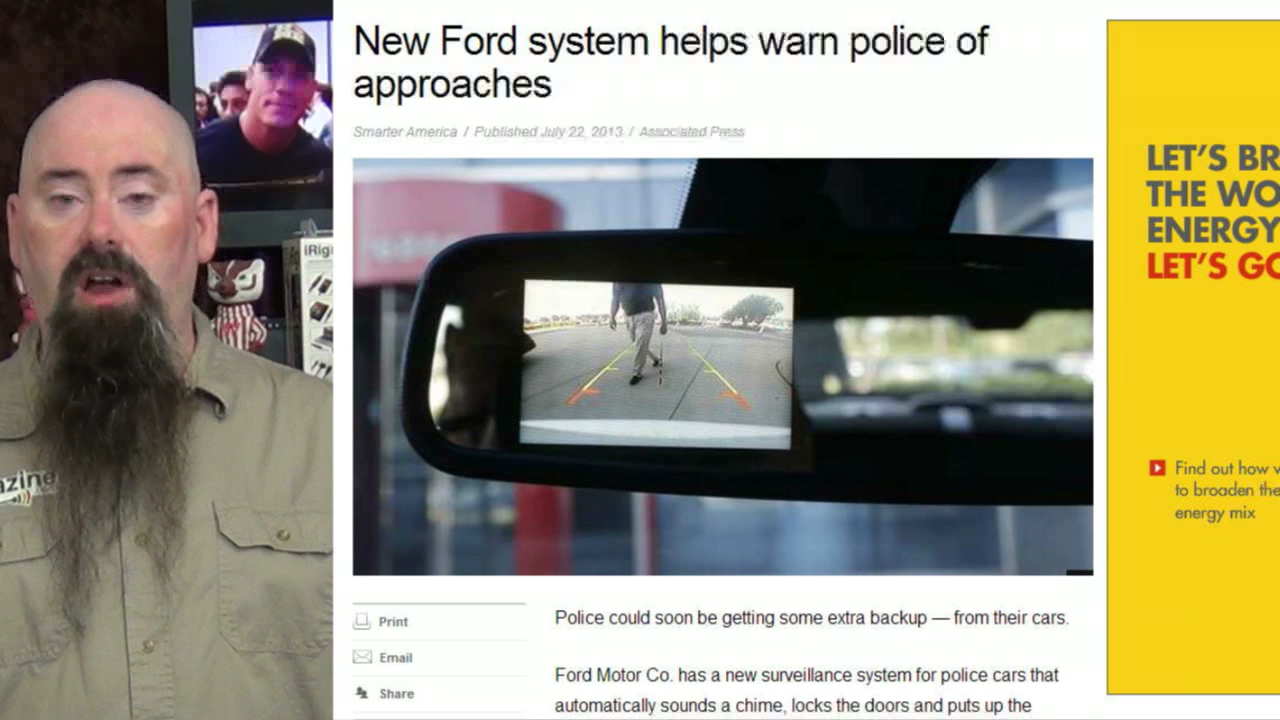 New Ford system helps warn police of
approaches
Smarter America / Published July 22, 2013 / Associated Press
LET'S BR
THE WO
ENERGY
LET'S GO
IRig
azine
Find out how w
to broaden the
energy mix
Print
Email
Share
Police could soon be getting some extra backup — from their cars.
Ford Motor Co. has a new surveillance system for police cars that
automatically sounds a chime, locks the doors and puts up the